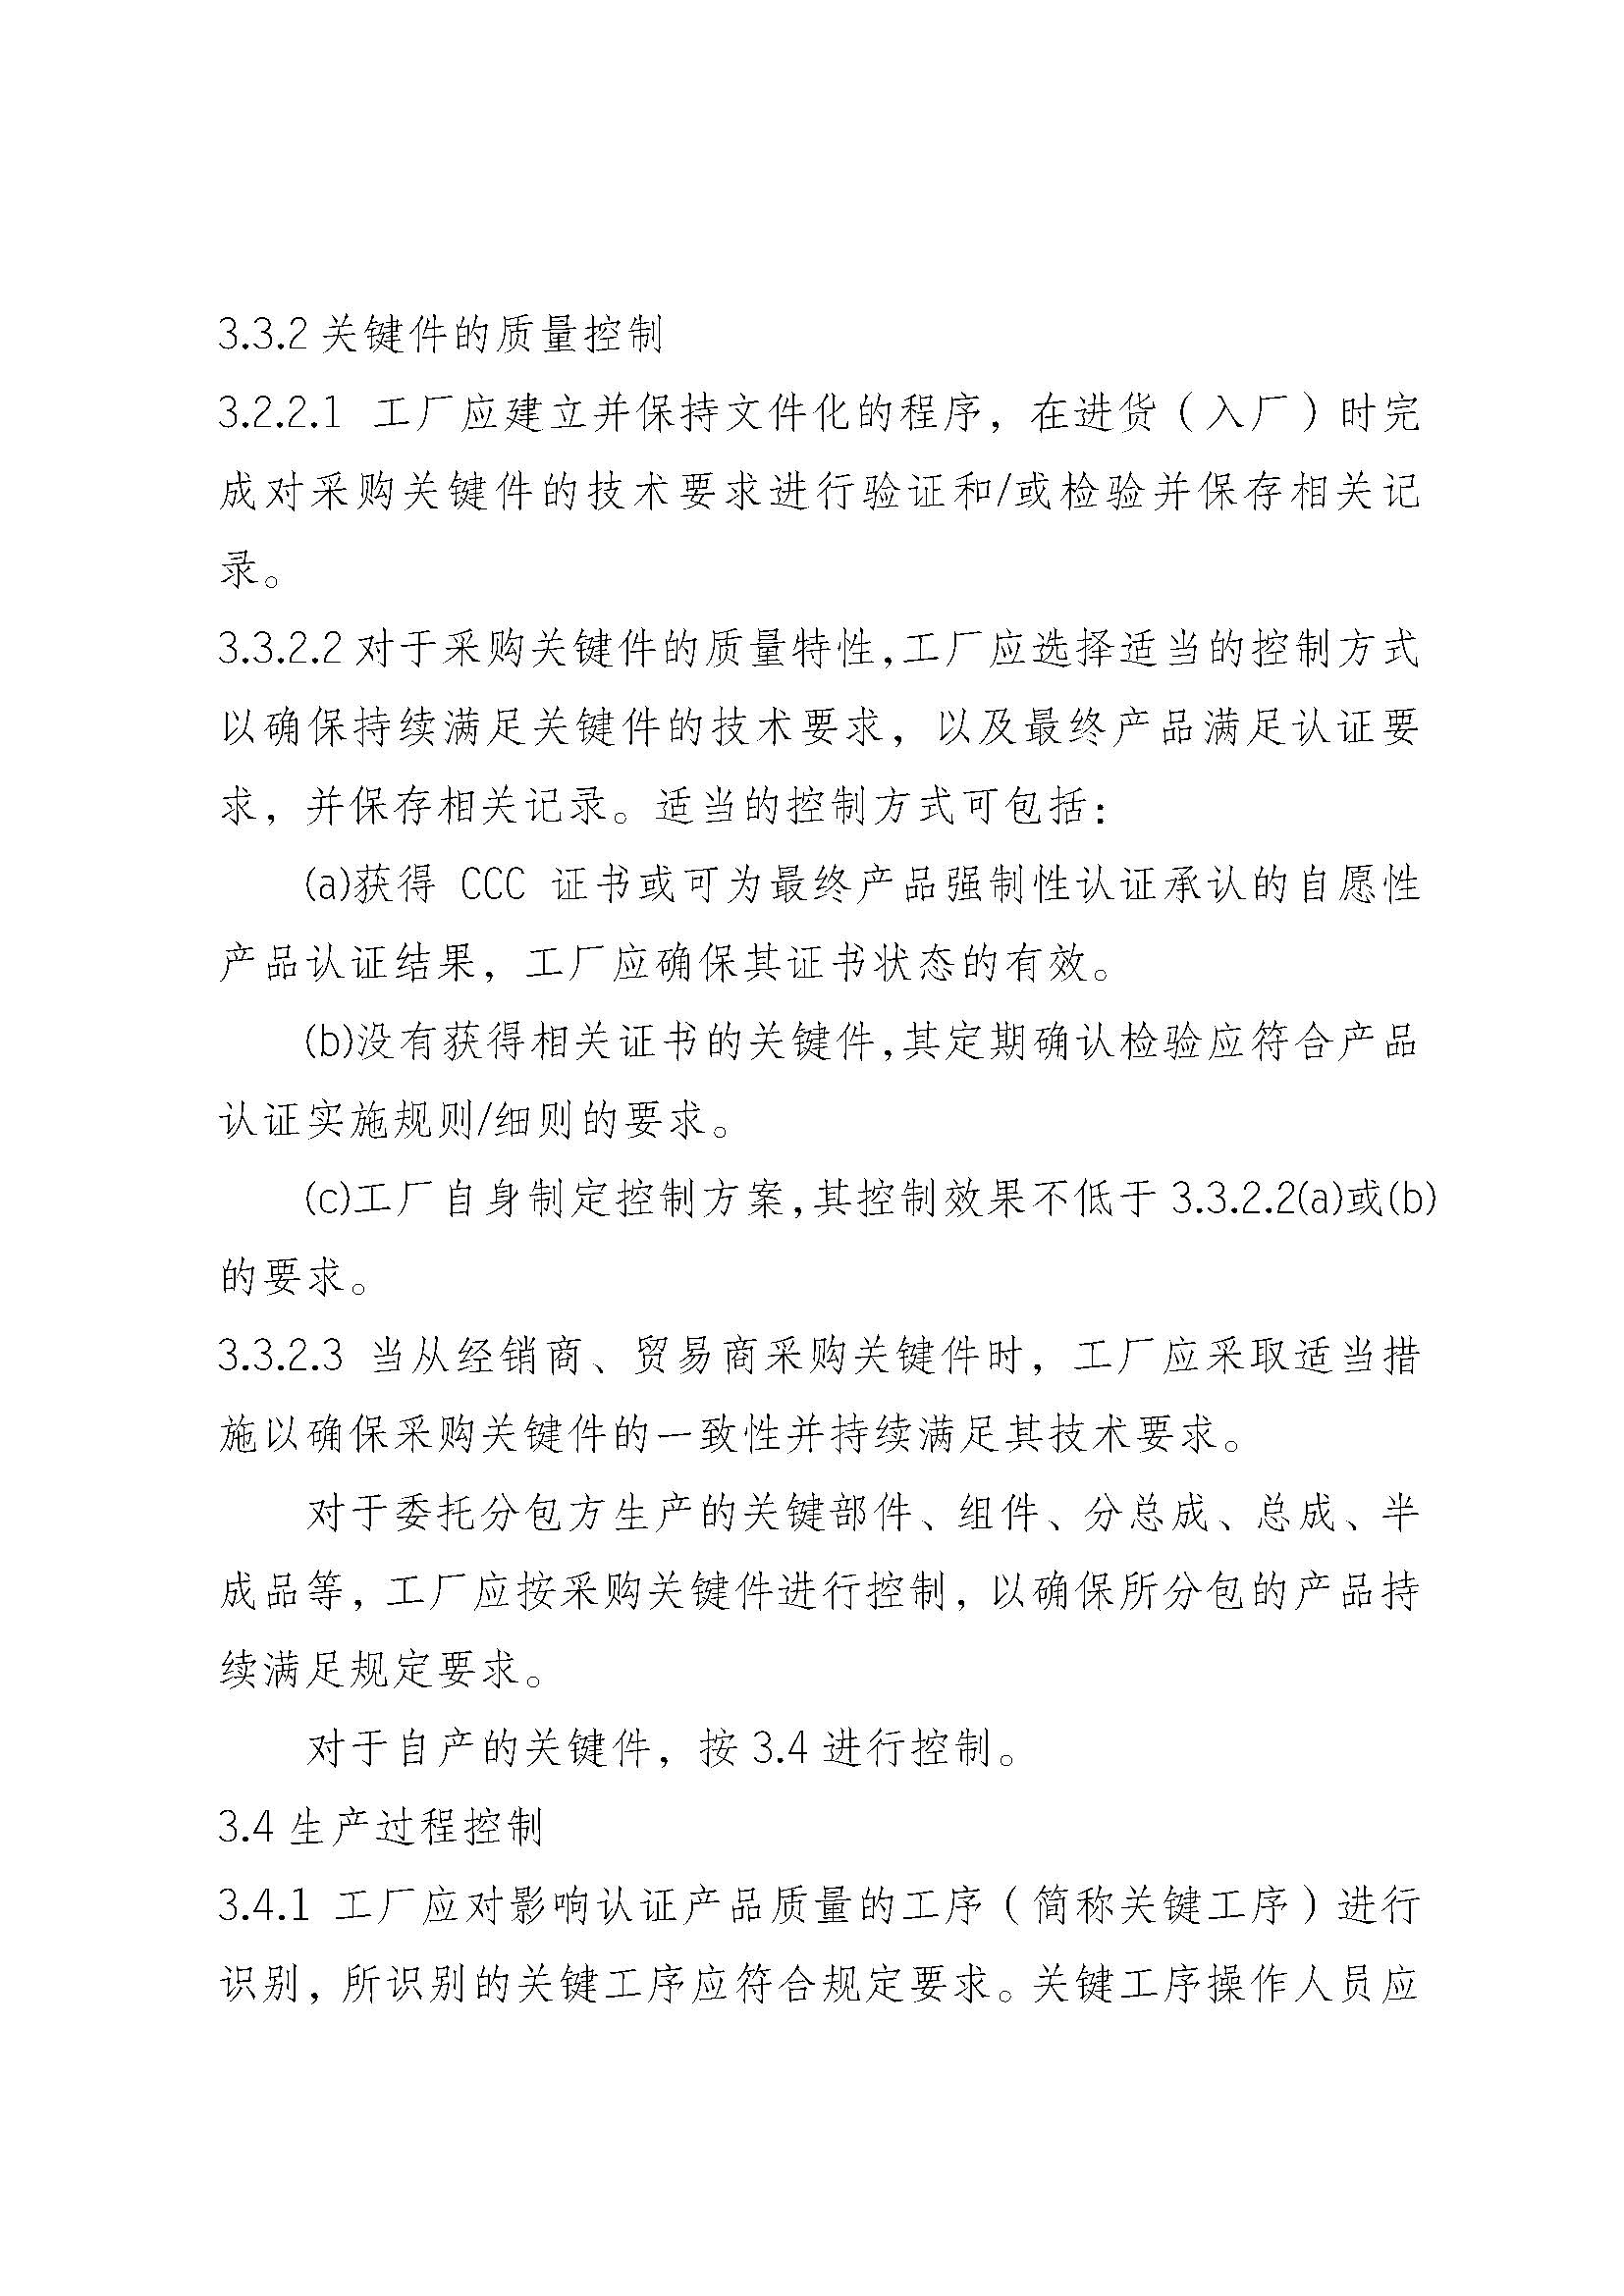 3.3.2关键件的质量控制
3.2.2.1 工厂应建立并保持文件化的程序，在进货（入厂）时完
成对采购关键件的技术要求进行验证和/或检验并保存相关记
录。
3.3.2.2对于采购关键件的质量特性,工厂应选择适当的控制方式
以确保持续满足关键件的技术要求，以及最终产品满足认证要
求，并保存相关记录。适当的控制方式可包括：
(a)获得 CCC 证书或可为最终产品强制性认证承认的自愿性
产品认证结果，工厂应确保其证书状态的有效。
(b)没有获得相关证书的关键件,其定期确认检验应符合产品
认证实施规则/细则的要求。
(c)工厂自身制定控制方案,其控制效果不低于3.3.2.2(a)或(b)
的要求。
3.3.2.3 当从经销商、贸易商采购关键件时，工厂应采取适当措
施以确保采购关键件的一致性并持续满足其技术要求。
对于委托分包方生产的关键部件、组件、分总成、总成、半
成品等，工厂应按采购关键件进行控制，以确保所分包的产品持
续满足规定要求。
对于自产的关键件，按3.4进行控制。
3.4生产过程控制
3.4.1 工厂应对影响认证产品质量的工序（简称关键工序）进行
识别，所识别的关键工序应符合规定要求。关键工序操作人员应